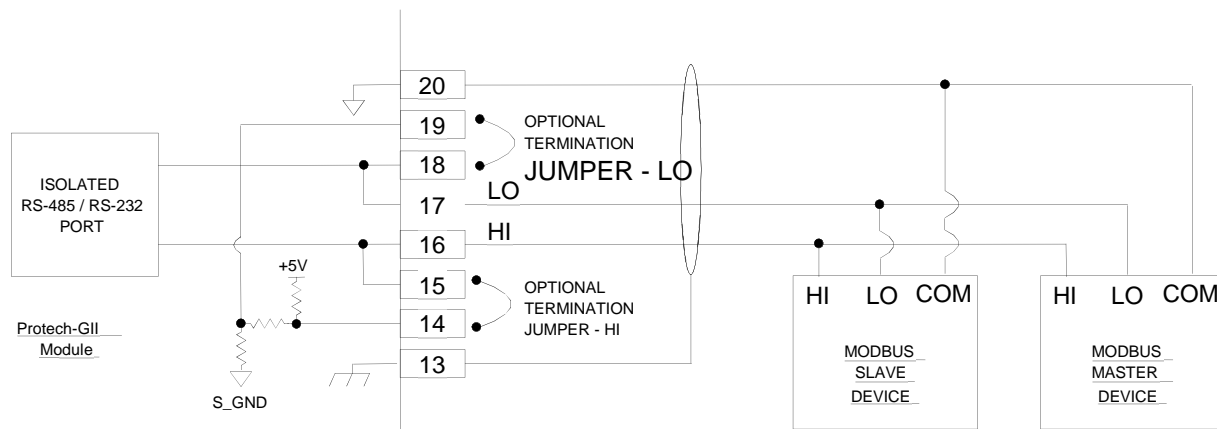 20
19
OPTIONAL
TERMINATION
JUMPER - LO
18
ISOLATED
RS-485 / RS-232
PORT
17
LO
16
HI
+5V
15
OPTIONAL
TERMINATION
JUMPER - HI
14
13
S_GND
Protech-GII
Module
HI LO COM
MODBUS
SLAVE
DEVICE
HI LO COM
MODBUS
MASTER
DEVICE